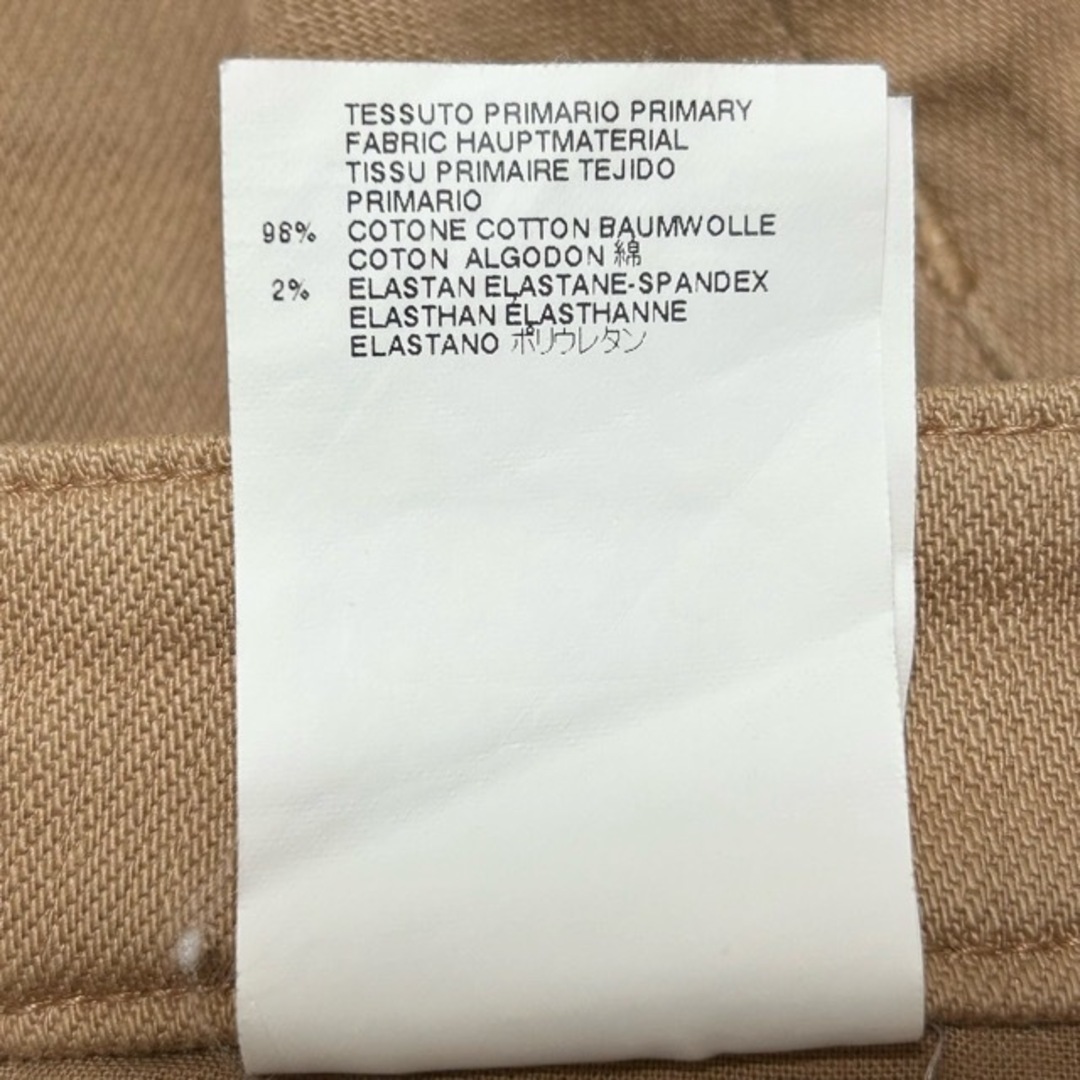 TESSUTO PRIMARIO PRIMARY
FABRIC HAUPTMATERIAL
TISSU PRIMAIRE TEJIDO
PRIMARIO
98% COTONE COTTON BAUMWOLLE
COTON ALGODON 綿
2% ELASTAN ELASTANE-SPANDEX
ELASTHAN ÉLASTHANNE
ELASTANO ポリウレタン